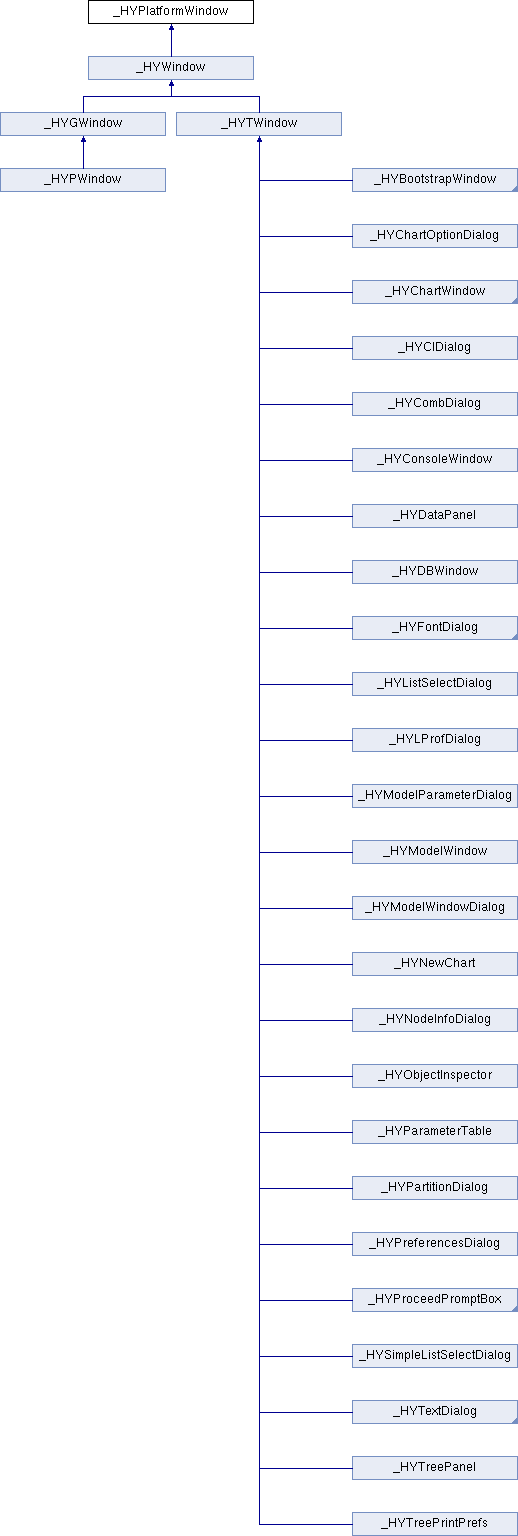 _HYPlatformWindow
_HYWindow
_HYGWindow
_HYTWindow
_HYPWindow
_HYBootstrapWindow
_HYChartOptionDialog
_HYChartWindow
_HYCIDialog
_HYCombDialog
_HYConsoleWindow
_HYDataPanel
_HYDBWindow
_HYFontDialog
_HYListSelectDialog
_HYLProfDialog
_HYModelParameterDialog
_HYModelWindow
_HYModelWindowDialog
_HYNewChart
_HYNodeInfoDialog
_HYObjectInspector
_HYParameterTable
_HYPartitionDialog
_HYPreferencesDialog
_HYProceedPromptBox
_HYSimpleListSelectDialog
_HYTextDialog
_HYTreePanel
_HYTreePrintPrefs